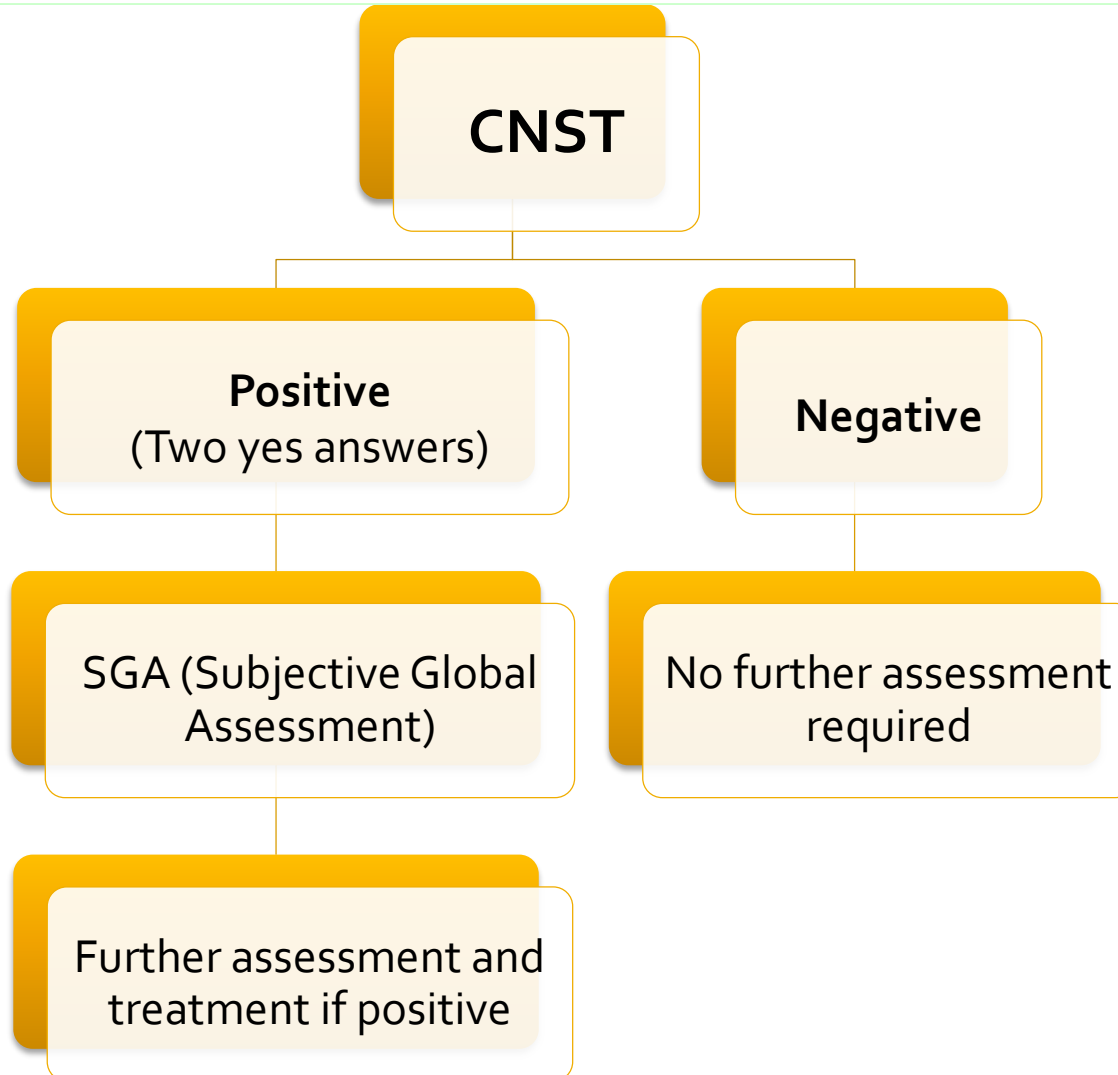 CNST
Positive
(Two yes answers)
Negative
SGA (Subjective Global
Assessment)
No further assessment
required
Further assessment and
treatment if positive